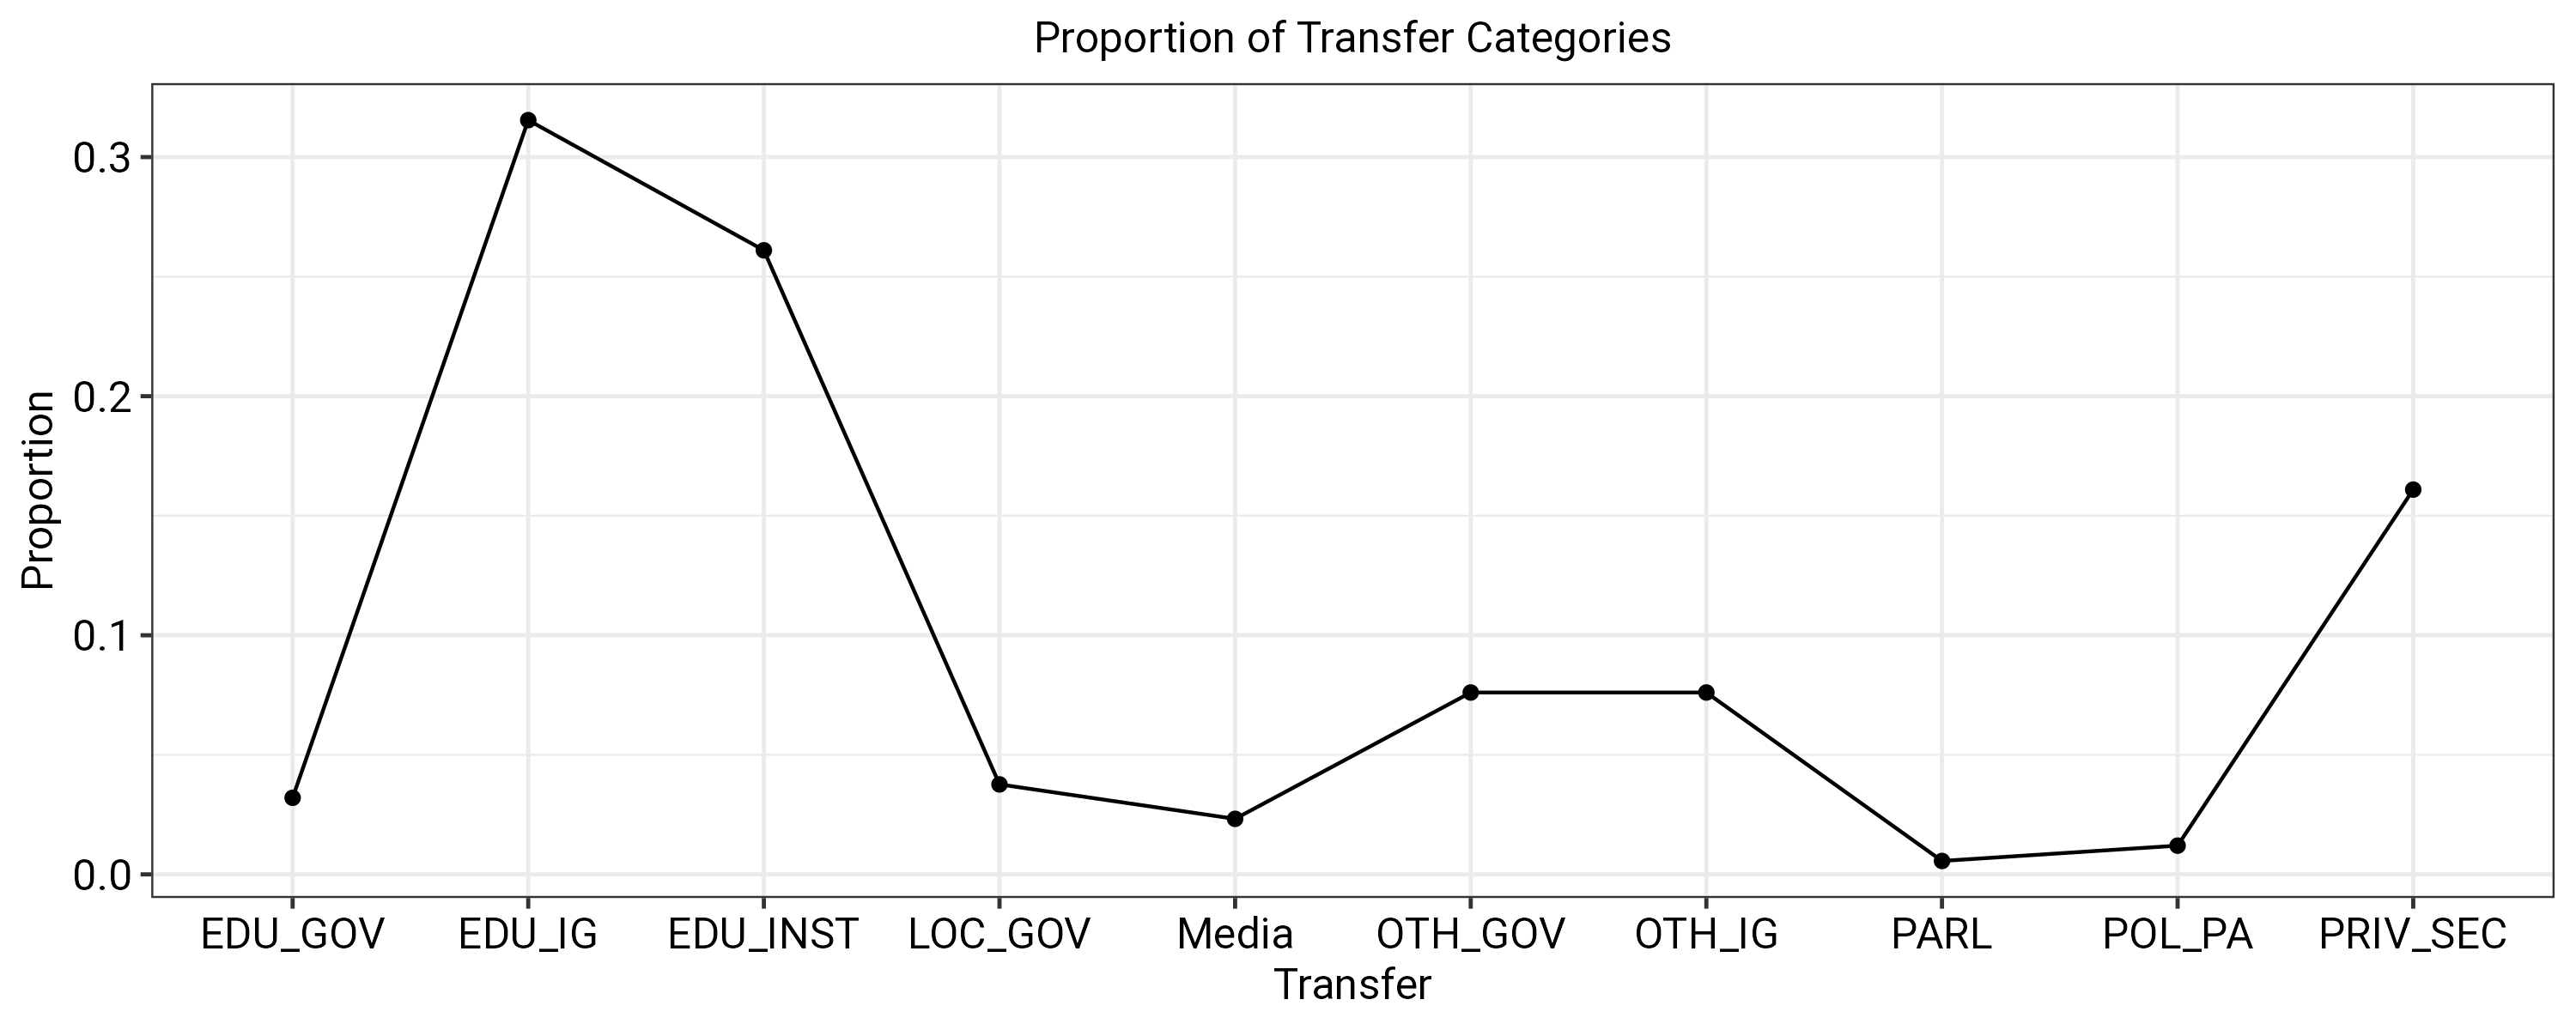 Proportion of Transfer Categories
Proportion
0.3
0.2
0.1
0.0
EDU_GOV EDU_IG EDU_INST LOC_GOV Media OTH_GOV OTH_IG PARL POL_PA PRIV_SEC
Transfer